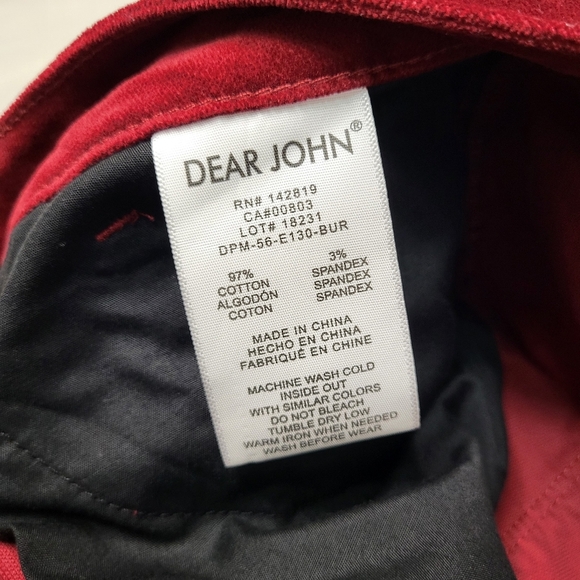 DEAR JOHN®
RN# 142819
CA#00803
LOT# 18231
DPM-56-E130-BUR
97% 3%
COTTON SPANDEX
ALGODÓN SPANDEX
COTON SPANDEX
MADE IN CHINA
HECHO EN CHINA
FABRIQUÉ EN CHINE
MACHINE WASH COLD
INSIDE OUT
WITH SIMILAR COLORS
DO NOT BLEACH
TUMBLE DRY LOW
WARM IRON WHEN NEEDED
WASH BEFORE WEAR